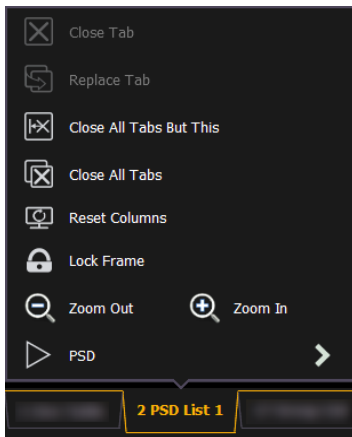 Close Tab
Replace Tab
Close All Tabs But This
Close All Tabs
Reset Columns
Lock Frame
Zoom Out Zoom In
PSD
2 PSD List 1